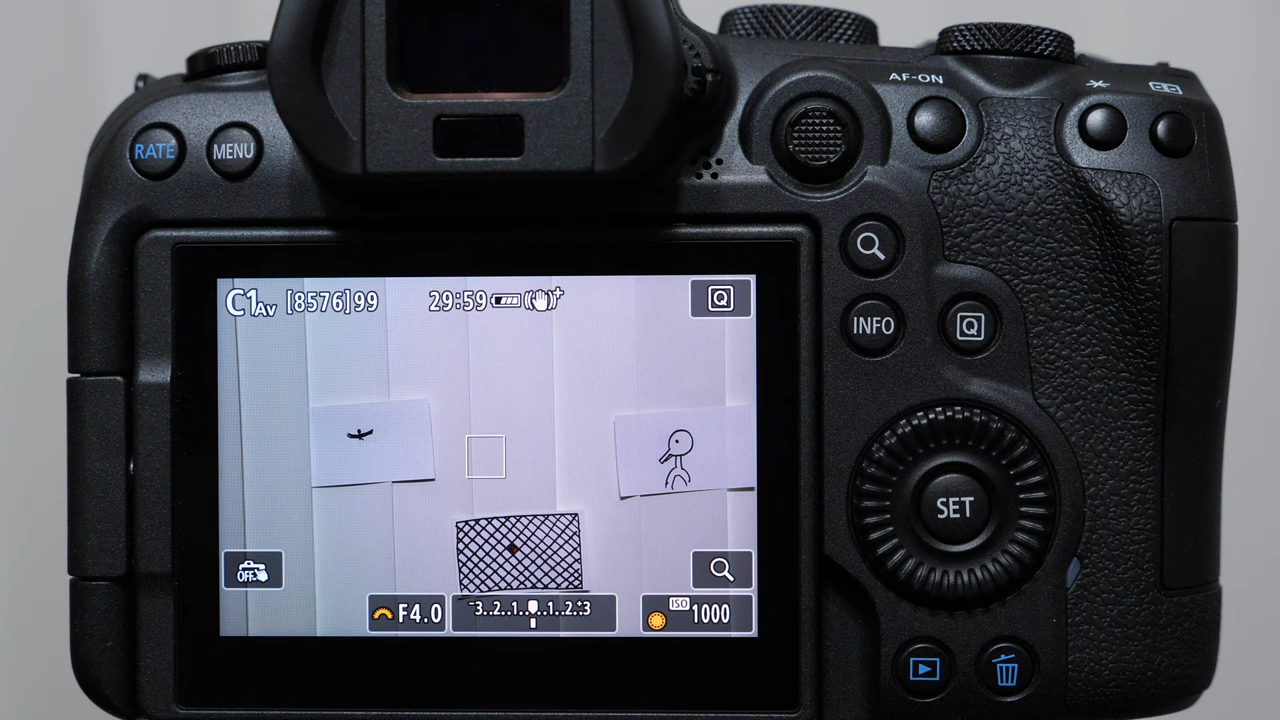 AF-ON
RATE
MENU
C1Av [8576]99 29:59 Q
INFO
Q
SET
OFF
F4.0
-3..2..1..0..1..2..+3
ISO 1000